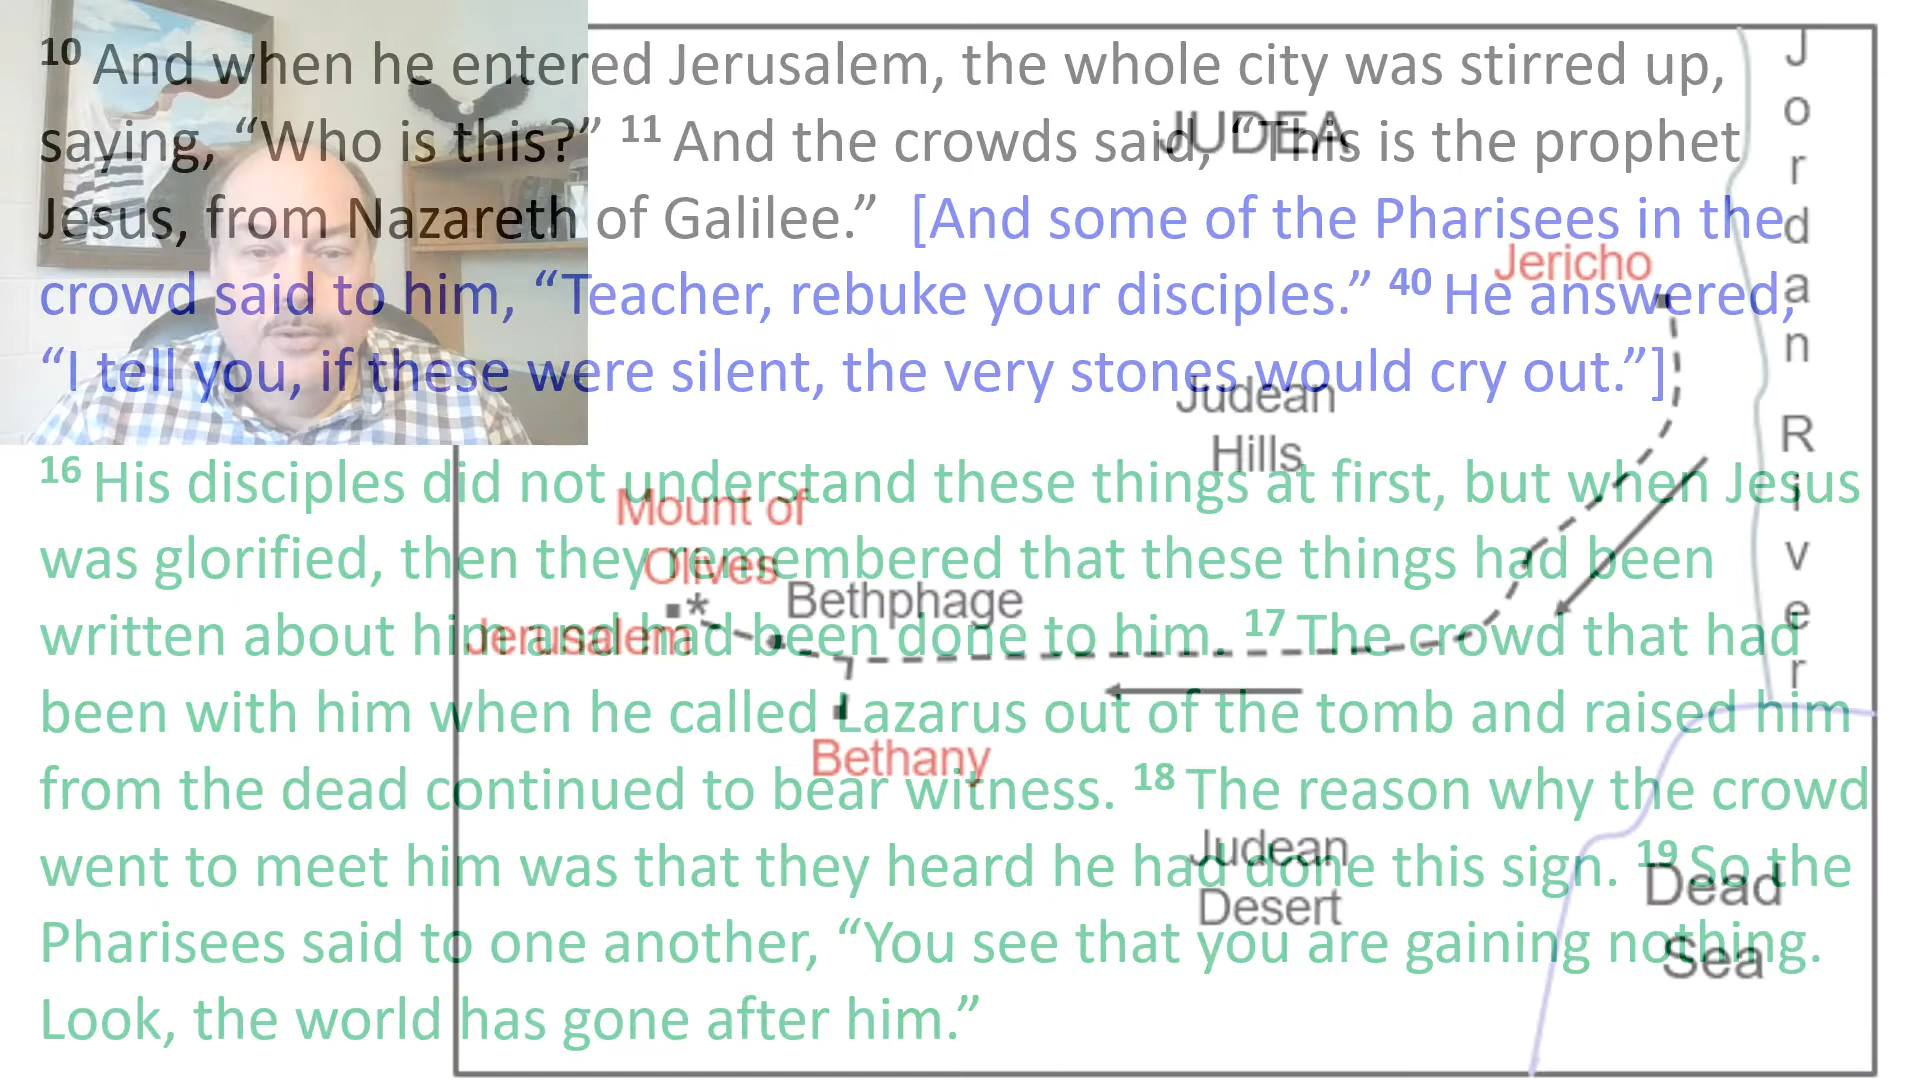 10 And when he entered Jerusalem, the whole city was stirred up,
saying, “Who is this?” 11 And the crowds said, “This is the prophet
Jesus, from Nazareth of Galilee.” [And some of the Pharisees in the
crowd said to him, “Teacher, rebuke your disciples.” 40 He answered,
“I tell you, if these were silent, the very stones would cry out.”]
16 His disciples did not understand these things at first, but when Jesus
was glorified, then they remembered that these things had been
written about him and had been done to him. 17 The crowd that had
been with him when he called Lazarus out of the tomb and raised him
from the dead continued to bear witness. 18 The reason why the crowd
went to meet him was that they heard he had done this sign. 19 So the
Pharisees said to one another, “You see that you are gaining nothing.
Look, the world has gone after him.”
JUDEA
Jericho
Jordan River
Judean
Hills
Mount of
Olives
Bethphage
Jerusalem
Bethany
Judean
Desert
Dead
Sea